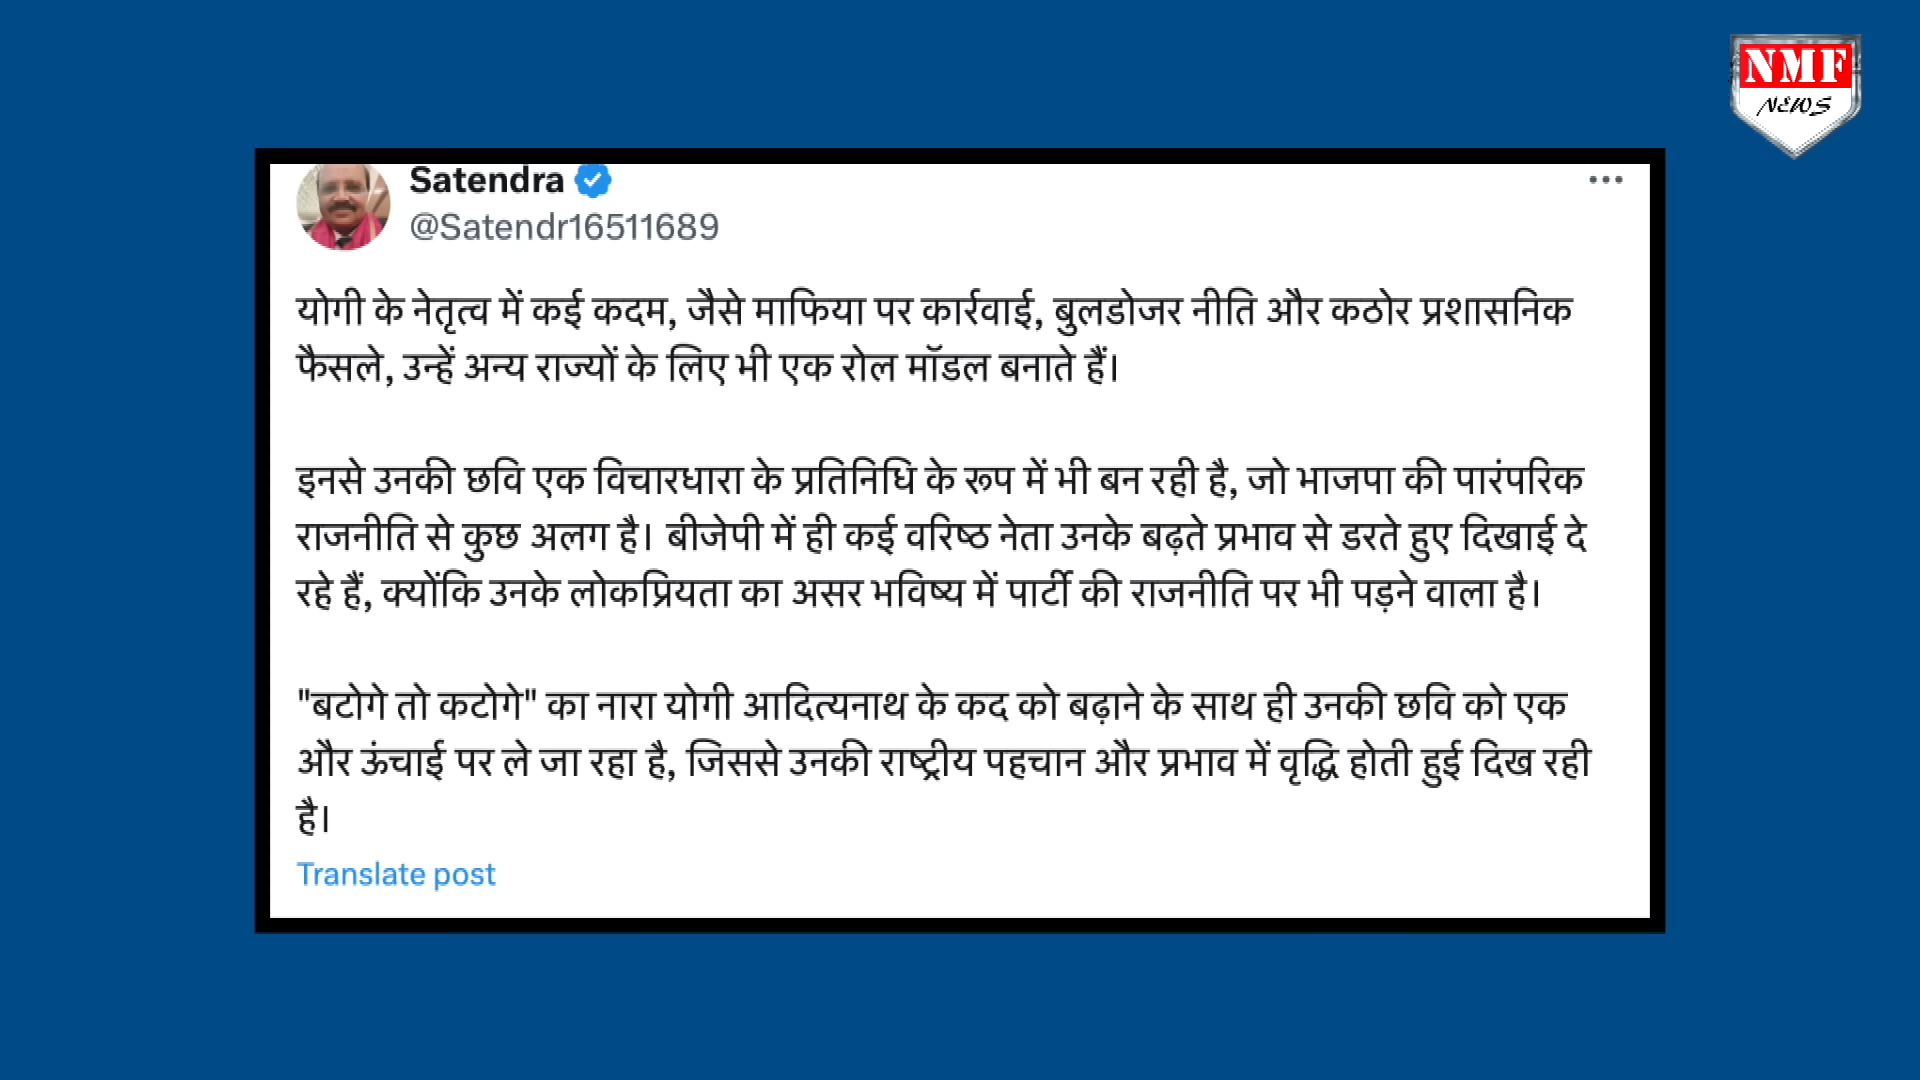 NMF
NEWS
Satendra
@Satendr16511689
योगी के नेतृत्व में कई कदम, जैसे माफिया पर कार्रवाई, बुलडोजर नीति और कठोर प्रशासनिक
फैसले, उन्हें अन्य राज्यों के लिए भी एक रोल मॉडल बनाते हैं।
इनसे उनकी छवि एक विचारधारा के प्रतिनिधि के रूप में भी बन रही है, जो भाजपा की पारंपरिक
राजनीति से कुछ अलग है। बीजेपी में ही कई वरिष्ठ नेता उनके बढ़ते प्रभाव से डरते हुए दिखाई दे
रहे हैं, क्योंकि उनके लोकप्रियता का असर भविष्य में पार्टी की राजनीति पर भी पड़ने वाला है।
"बटोगे तो कटोगे" का नारा योगी आदित्यनाथ के कद को बढ़ाने के साथ ही उनकी छवि को एक
और ऊंचाई पर ले जा रहा है, जिससे उनकी राष्ट्रीय पहचान और प्रभाव में वृद्धि होती हुई दिख रही
है।
Translate post